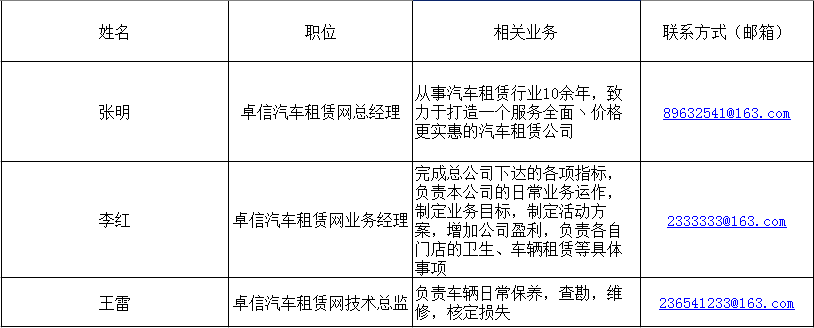 姓名 职位 相关业务 联系方式（邮箱）
张明 卓信汽车租赁网总经理
从事汽车租赁行业10余年，致
力于打造一个服务全面丶价格
更实惠的汽车租赁公司
89632541@163.com
李红 卓信汽车租赁网业务经理
完成总公司下达的各项指标，
负责本公司的日常业务运作，
制定业务目标，制定活动方
案，增加公司盈利，负责各自
门店的卫生、车辆租赁等具体
事项
2333333@163.com
王雷 卓信汽车租赁网技术总监
负责车辆日常保养，查勘，维
修，核定损失
236541233@163.com